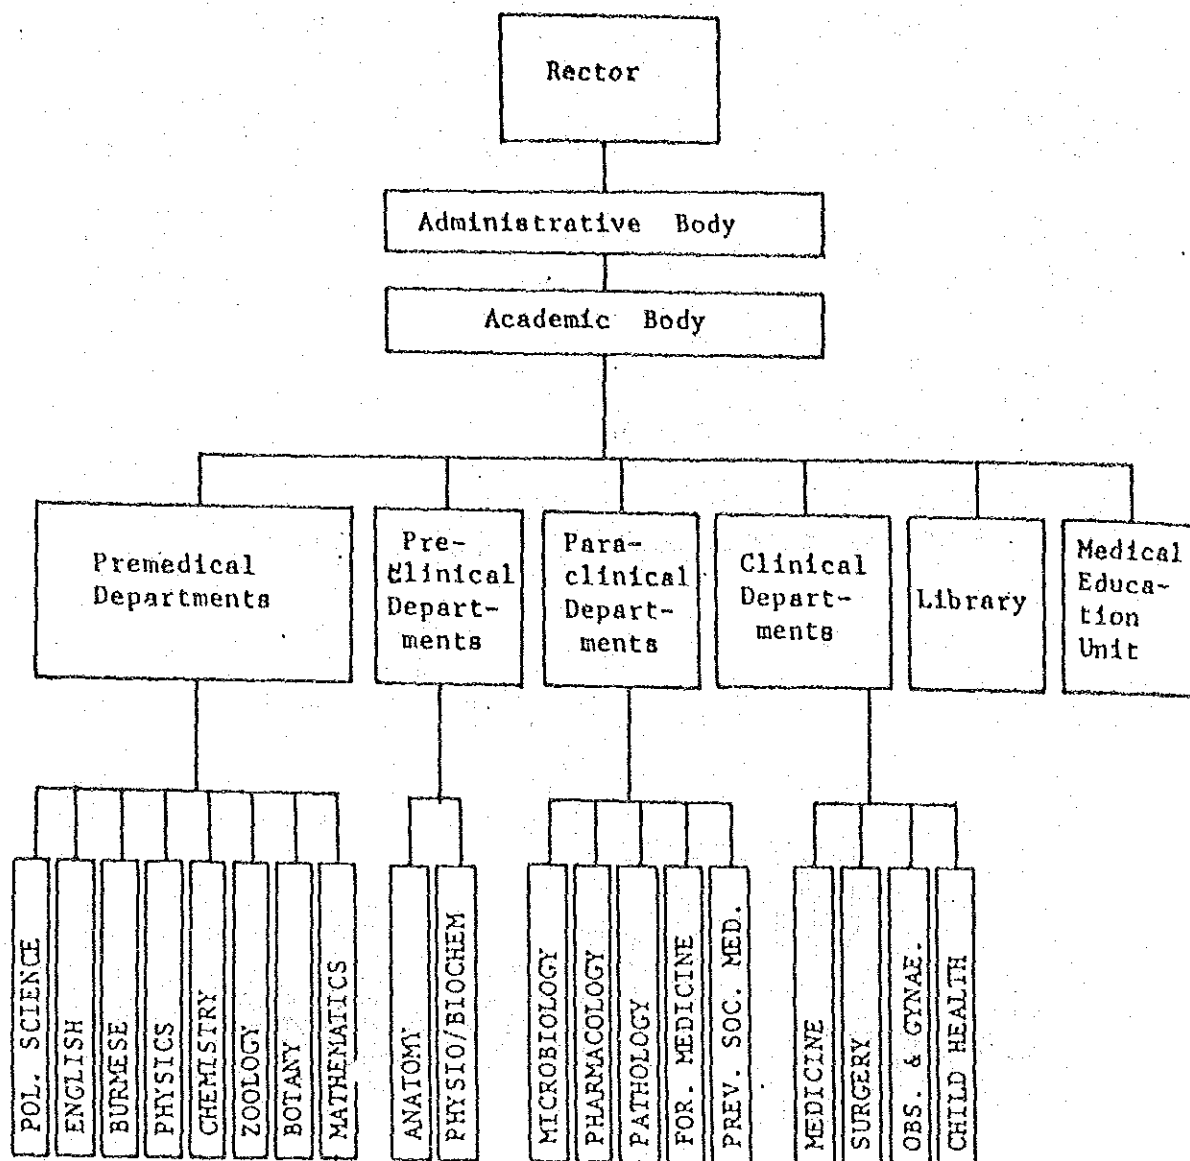 Rector
Administrative Body
Academic Body
Premedical
Departments
Pre-
Clinical
Depart-
ments
Para-
clinical
Depart-
ments
Clinical
Depart-
ments
Library
Medical
Educa-
tion
Unit
POL. SCIENCE
ENGLISH
BURMESE
PHYSICS
CHEMISTRY
ZOOLOGY
BOTANY
MATHEMATICS
ANATOMY
PHYSIO/BIOCHEM
MICROBIOLOGY
PHARMACOLOGY
PATHOLOGY
FOR. MEDICINE
PREV. SOC. MED.
MEDICINE
SURGERY
OBS. & GYNAE.
CHILD HEALTH